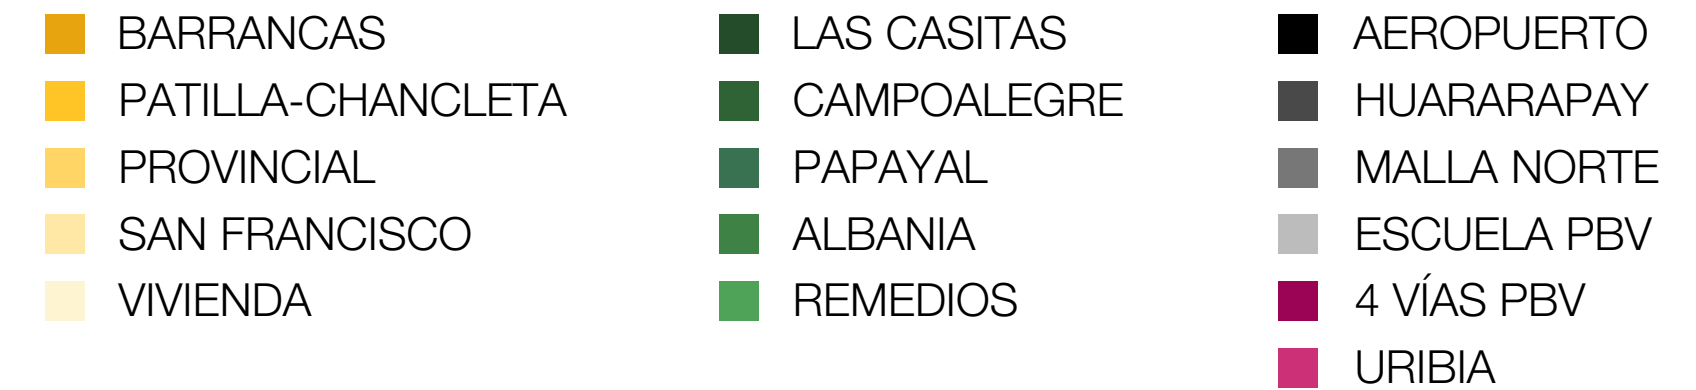 BARRANCAS
PATILLA-CHANCLETA
PROVINCIAL
SAN FRANCISCO
VIVIENDA
LAS CASITAS
CAMPOALEGRE
PAPAYAL
ALBANIA
REMEDIOS
AEROPUERTO
HUARARAPAY
MALLA NORTE
ESCUELA PBV
4 VÍAS PBV
URIBIA